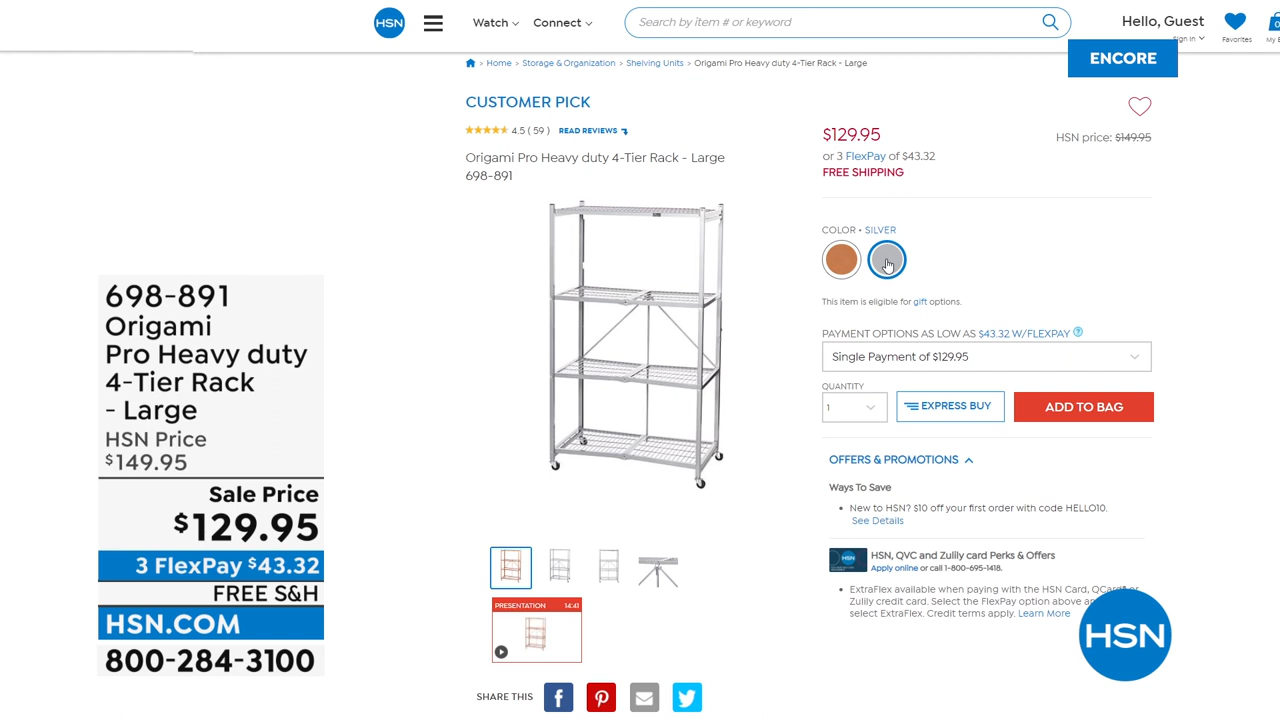 HSN
Watch
Connect
Search by item # or keyword
Hello, Guest
Sign In
Favorites
0
ENCORE
> Home > Storage & Organization > Shelving Units > Origami Pro Heavy duty 4-Tier Rack - Large
CUSTOMER PICK
4.5 ( 59 ) READ REVIEWS
Origami Pro Heavy duty 4-Tier Rack - Large
698-891
$129.95
HSN price: $149.95
or 3 FlexPay of $43.32
FREE SHIPPING
COLOR • SILVER
This item is eligible for gift options.
PAYMENT OPTIONS AS LOW AS $43.32 W/FLEXPAY ?
Single Payment of $129.95
QUANTITY
1
EXPRESS BUY
ADD TO BAG
OFFERS & PROMOTIONS
Ways To Save
• New to HSN? $10 off your first order with code HELLO10.
See Details
HSN, QVC and Zulily card Perks & Offers
Apply online or call 1-800-695-1418.
• ExtraFlex available when paying with the HSN Card, QCard or
Zulily credit card. Select the FlexPay option above
select ExtraFlex. Credit terms apply. Learn More
HSN
PRESENTATION 14:41
SHARE THIS
698-891
Origami
Pro Heavy duty
4-Tier Rack
- Large
HSN Price
$149.95
Sale Price
$129.95
3 FlexPay $43.32
FREE S&H
HSN.COM
800-284-3100